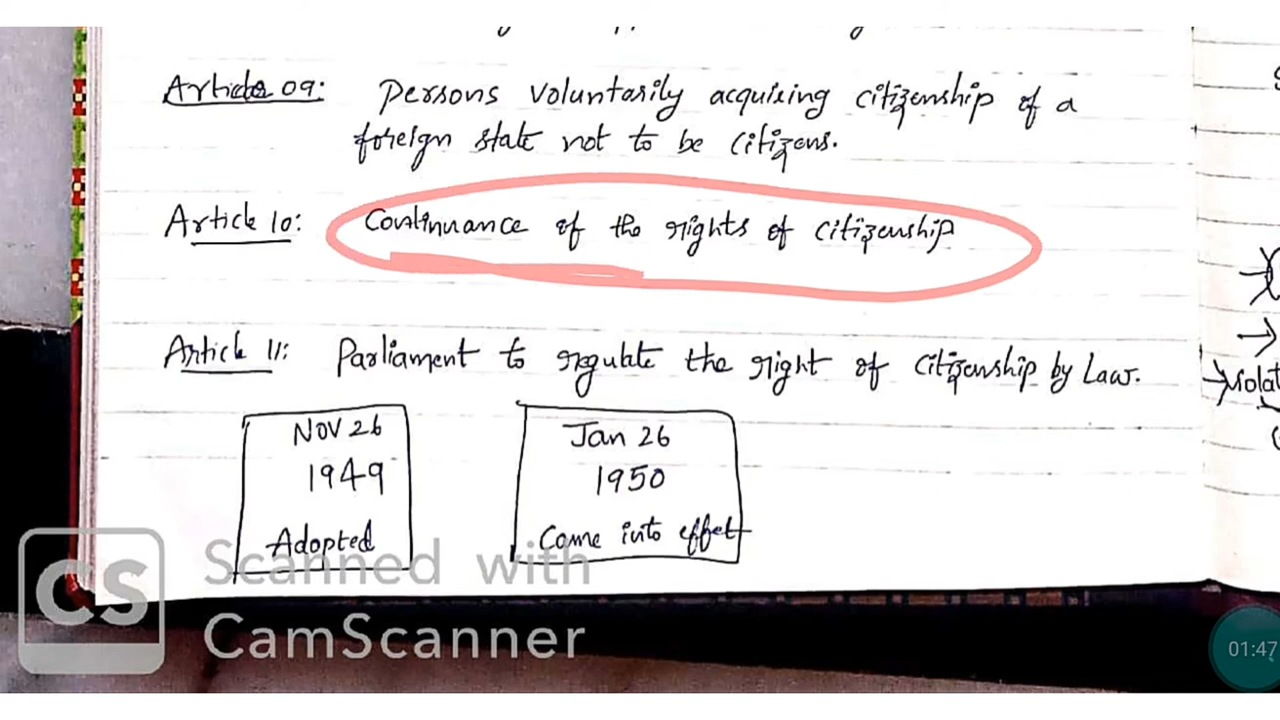 Article 09: Persons voluntarily acquiring citizenship of a
foreign state not to be citizens.
Article 10: Continuance of the rights of citizenship
Article 11: Parliament to regulate the right of citizenship by Law.
Nov 26
1949
Adopted
Jan 26
1950
Come into effect
CS
Scanned with
CamScanner
01:47